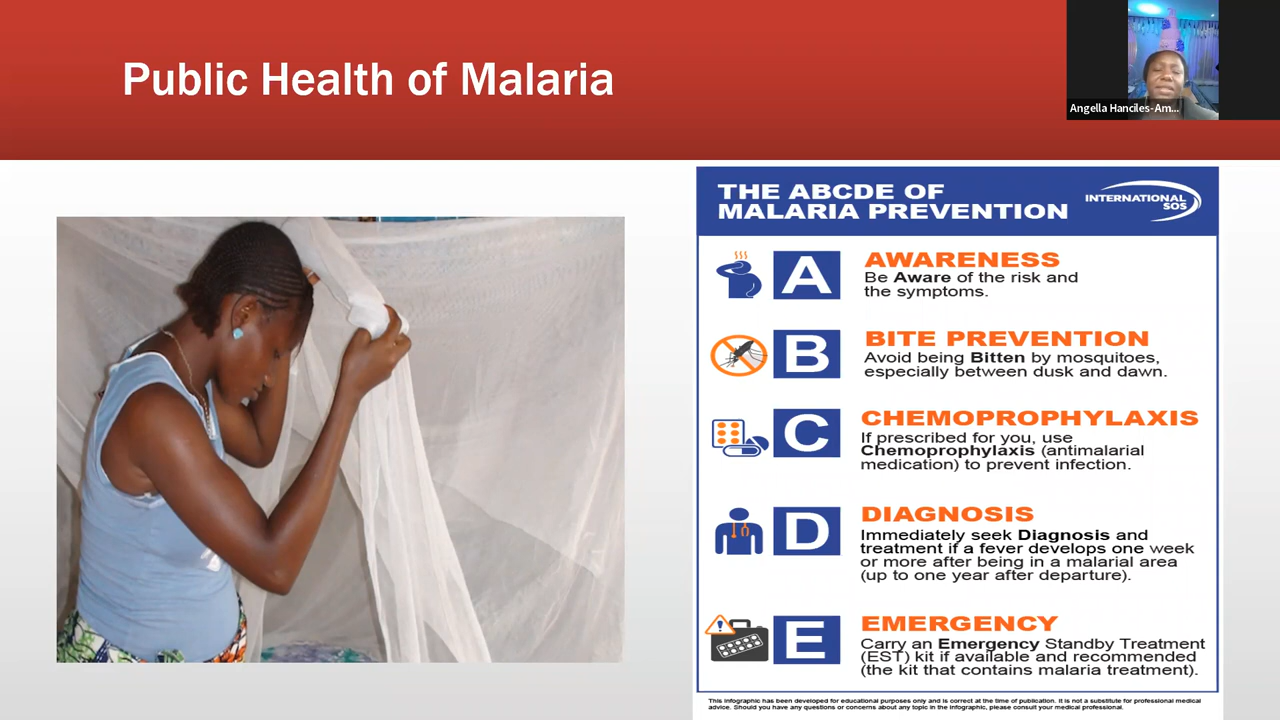 Public Health of Malaria
Angella Hanciles-Am...
THE ABCDE OF
MALARIA PREVENTION
INTERNATIONAL
SOS
A
AWARENESS
Be Aware of the risk and
the symptoms.
B
BITE PREVENTION
Avoid being Bitten by mosquitoes,
especially between dusk and dawn.
C
CHEMOPROPHYLAXIS
If prescribed for you, use
Chemoprophylaxis (antimalarial
medication) to prevent infection.
D
DIAGNOSIS
Immediately seek Diagnosis and
treatment if a fever develops one week
or more after being in a malarial area
(up to one year after departure).
E
EMERGENCY
Carry an Emergency Standby Treatment
(EST) kit if available and recommended
(the kit that contains malaria treatment).
This infographic has been developed for educational purposes only and is correct at the time of publication. It is not a substitute for professional medical
advice. Should you have any questions or concerns about any topic in the infographic, please consult your medical professional.